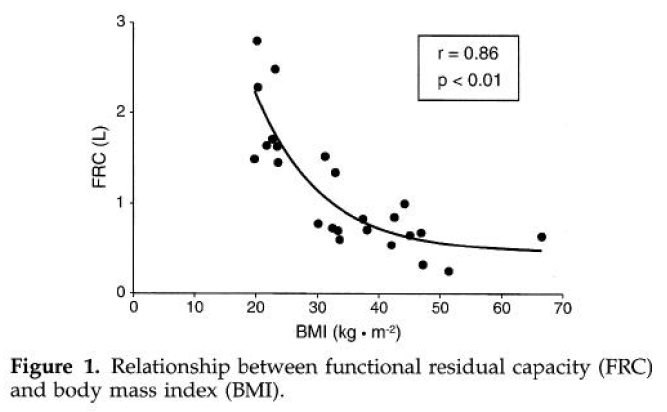 3
2
1
0
FRC (L)
r = 0.86
p < 0.01
0 10 20 30 40 50 60 70
BMI (kg • m⁻²)
Figure 1. Relationship between functional residual capacity (FRC)
and body mass index (BMI).